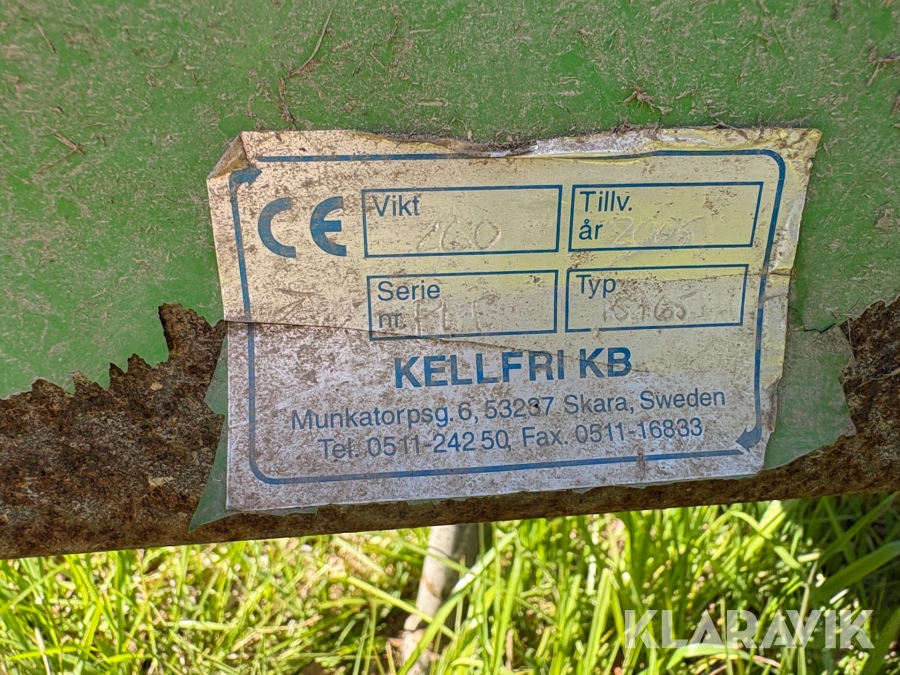 CE
Vikt 260
Tillv.
år 2005
Serie
nr.
Typ
KELLFRI KB
Munkatorpsg. 6, 53237 Skara, Sweden
Tel. 0511-242 50, Fax. 0511-16833
KLARAVIK